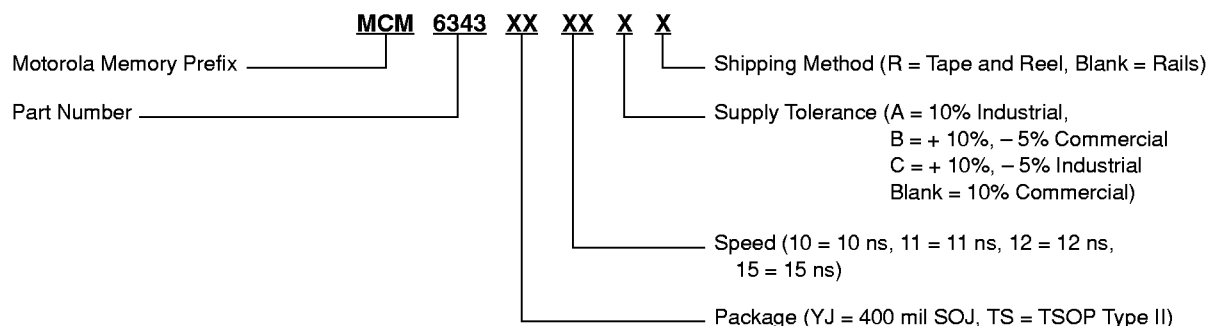 MCM 6343 XX XX X X
Motorola Memory Prefix
Shipping Method (R = Tape and Reel, Blank = Rails)
Part Number
Supply Tolerance (A = 10% Industrial,
B = + 10%, – 5% Commercial
C = + 10%, – 5% Industrial
Blank = 10% Commercial)
Speed (10 = 10 ns, 11 = 11 ns, 12 = 12 ns,
15 = 15 ns)
Package (YJ = 400 mil SOJ, TS = TSOP Type II)